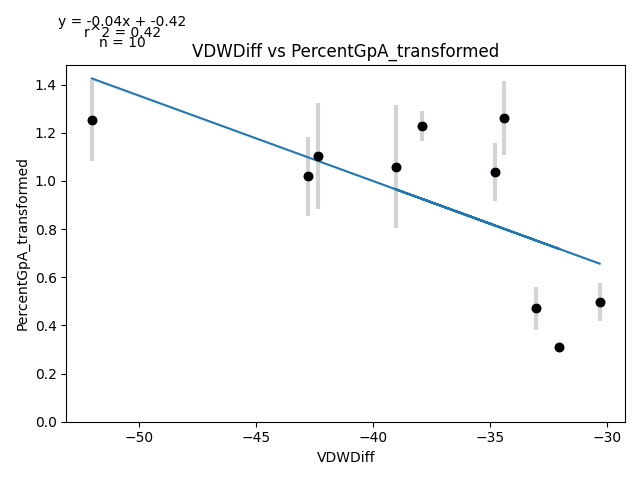 y = -0.04x + -0.42
r^2 = 0.42
n = 10
VDWDiff vs PercentGpA_transformed
1.4
1.2
1.0
0.8
0.6
0.4
0.2
0.0
PercentGpA_transformed
−50
−45
−40
−35
−30
VDWDiff